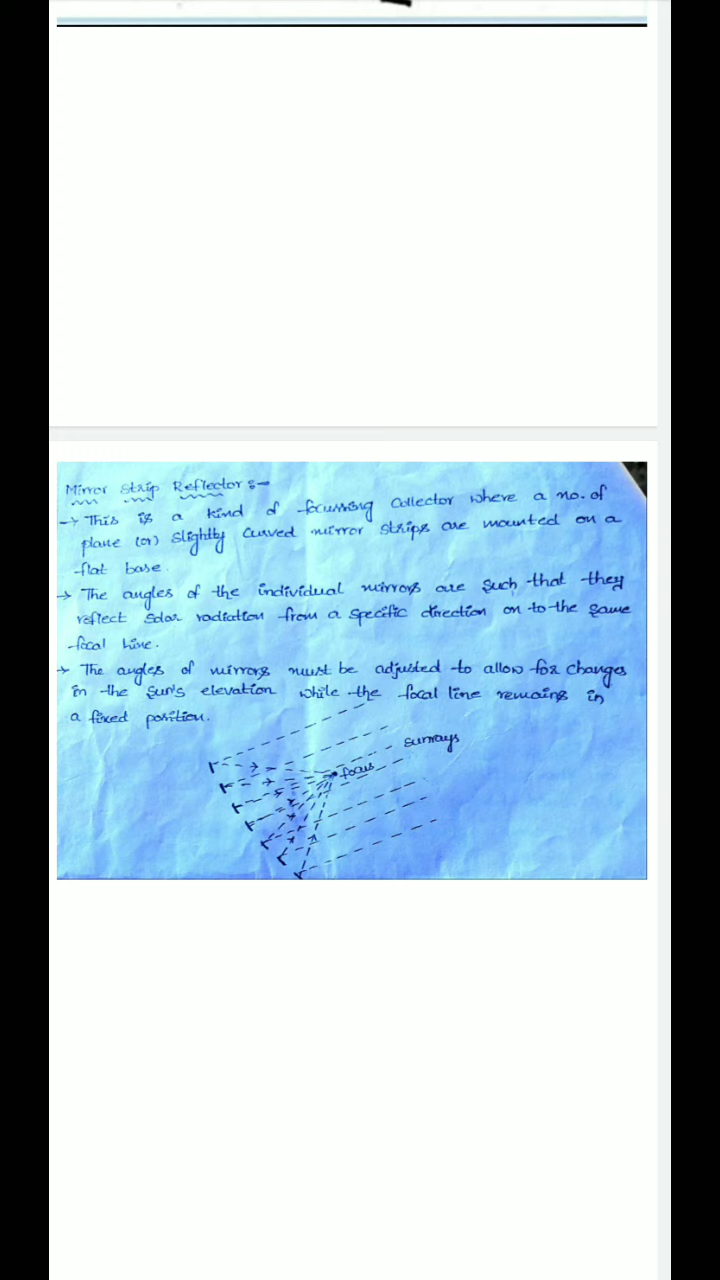 Mirror Strip Reflector :-
→ This is a kind of focussing Collector where a no. of
plane (or) slightly curved mirror strips are mounted on a
flat base.
→ The angles of the individual mirrors are such that they
reflect solar radiation from a specific direction on to the same
focal line.
→ The angles of mirrors must be adjusted to allow for changes
in the sun's elevation while the focal line remains in
a fixed position.
sunrays
focus